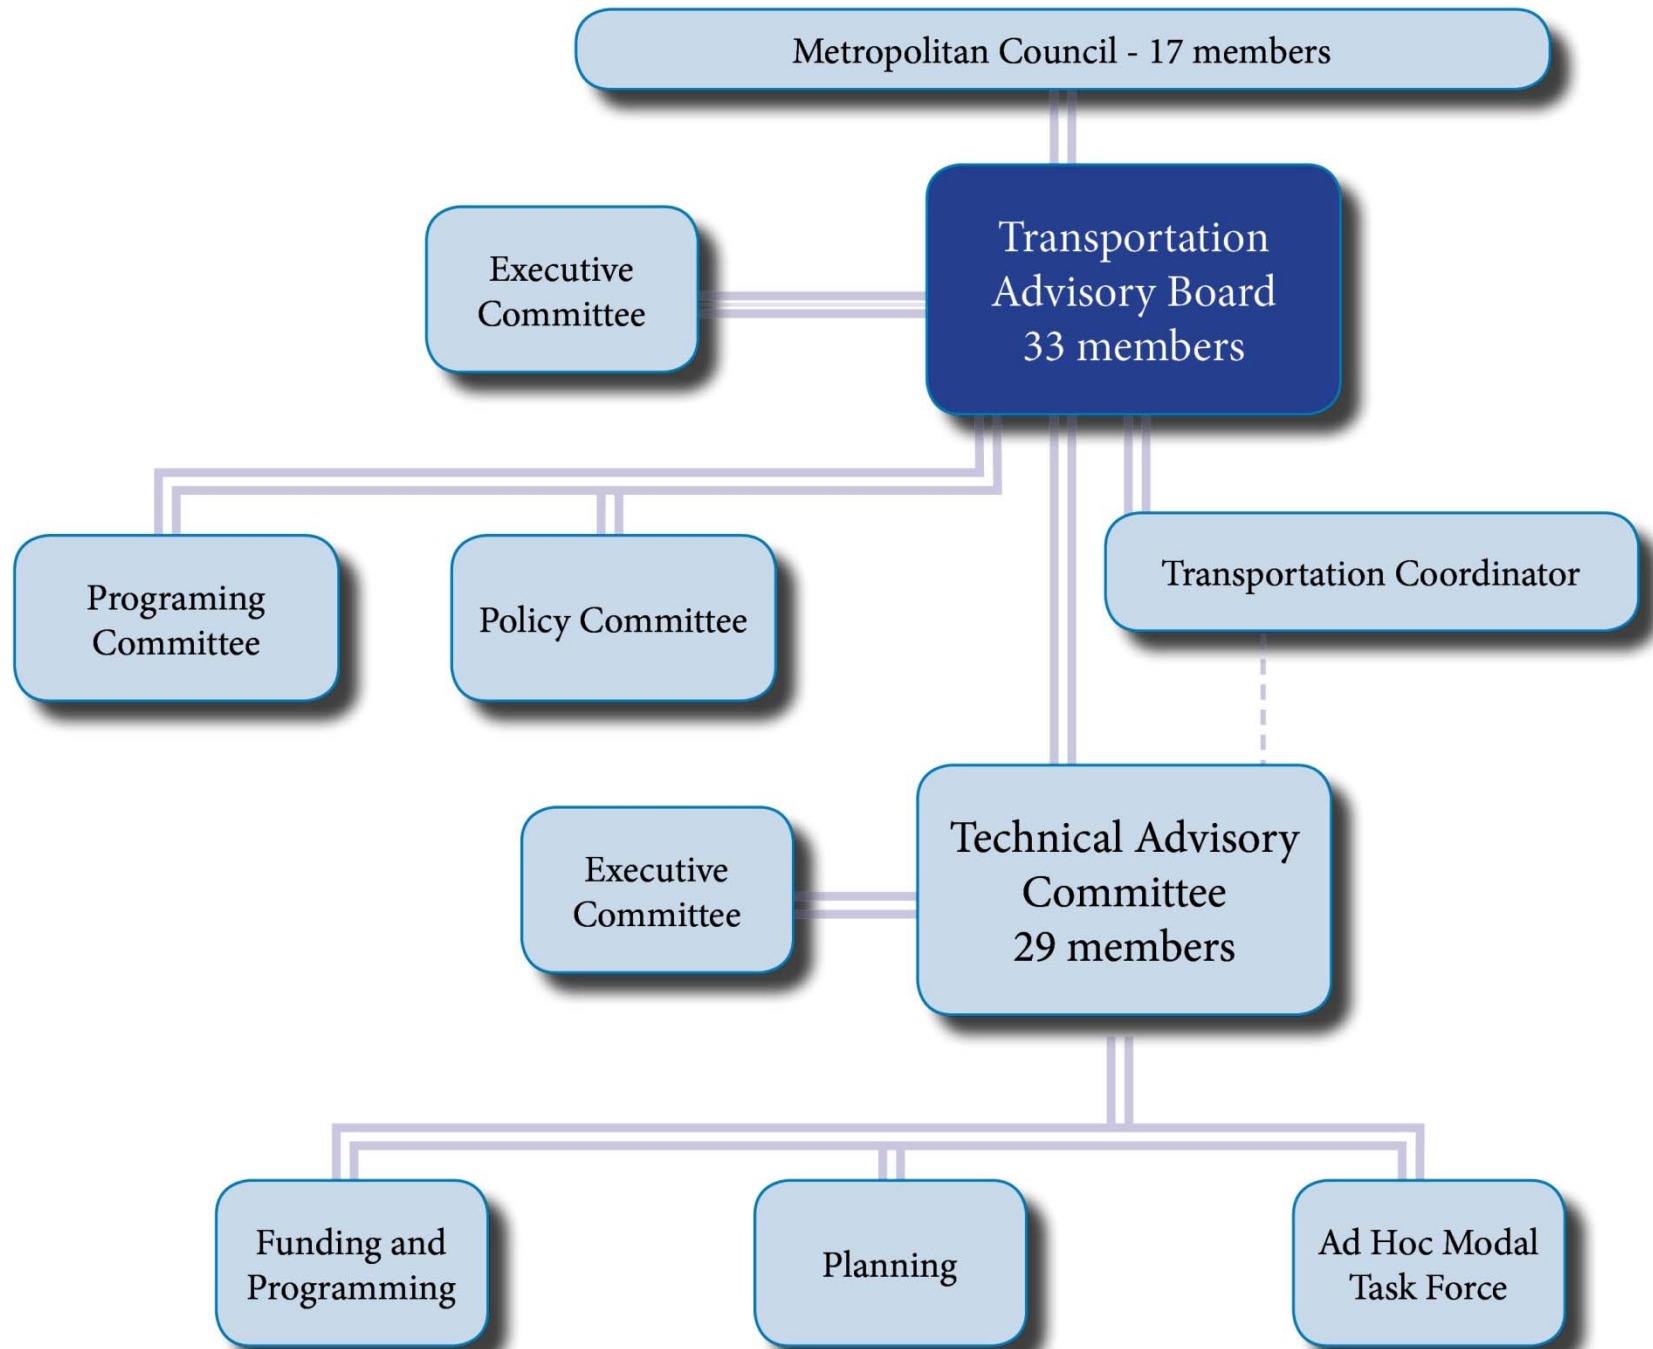 Metropolitan Council - 17 members
Transportation
Advisory Board
33 members
Executive
Committee
Programing
Committee
Policy Committee
Transportation Coordinator
Technical Advisory
Committee
29 members
Executive
Committee
Funding and
Programming
Planning
Ad Hoc Modal
Task Force